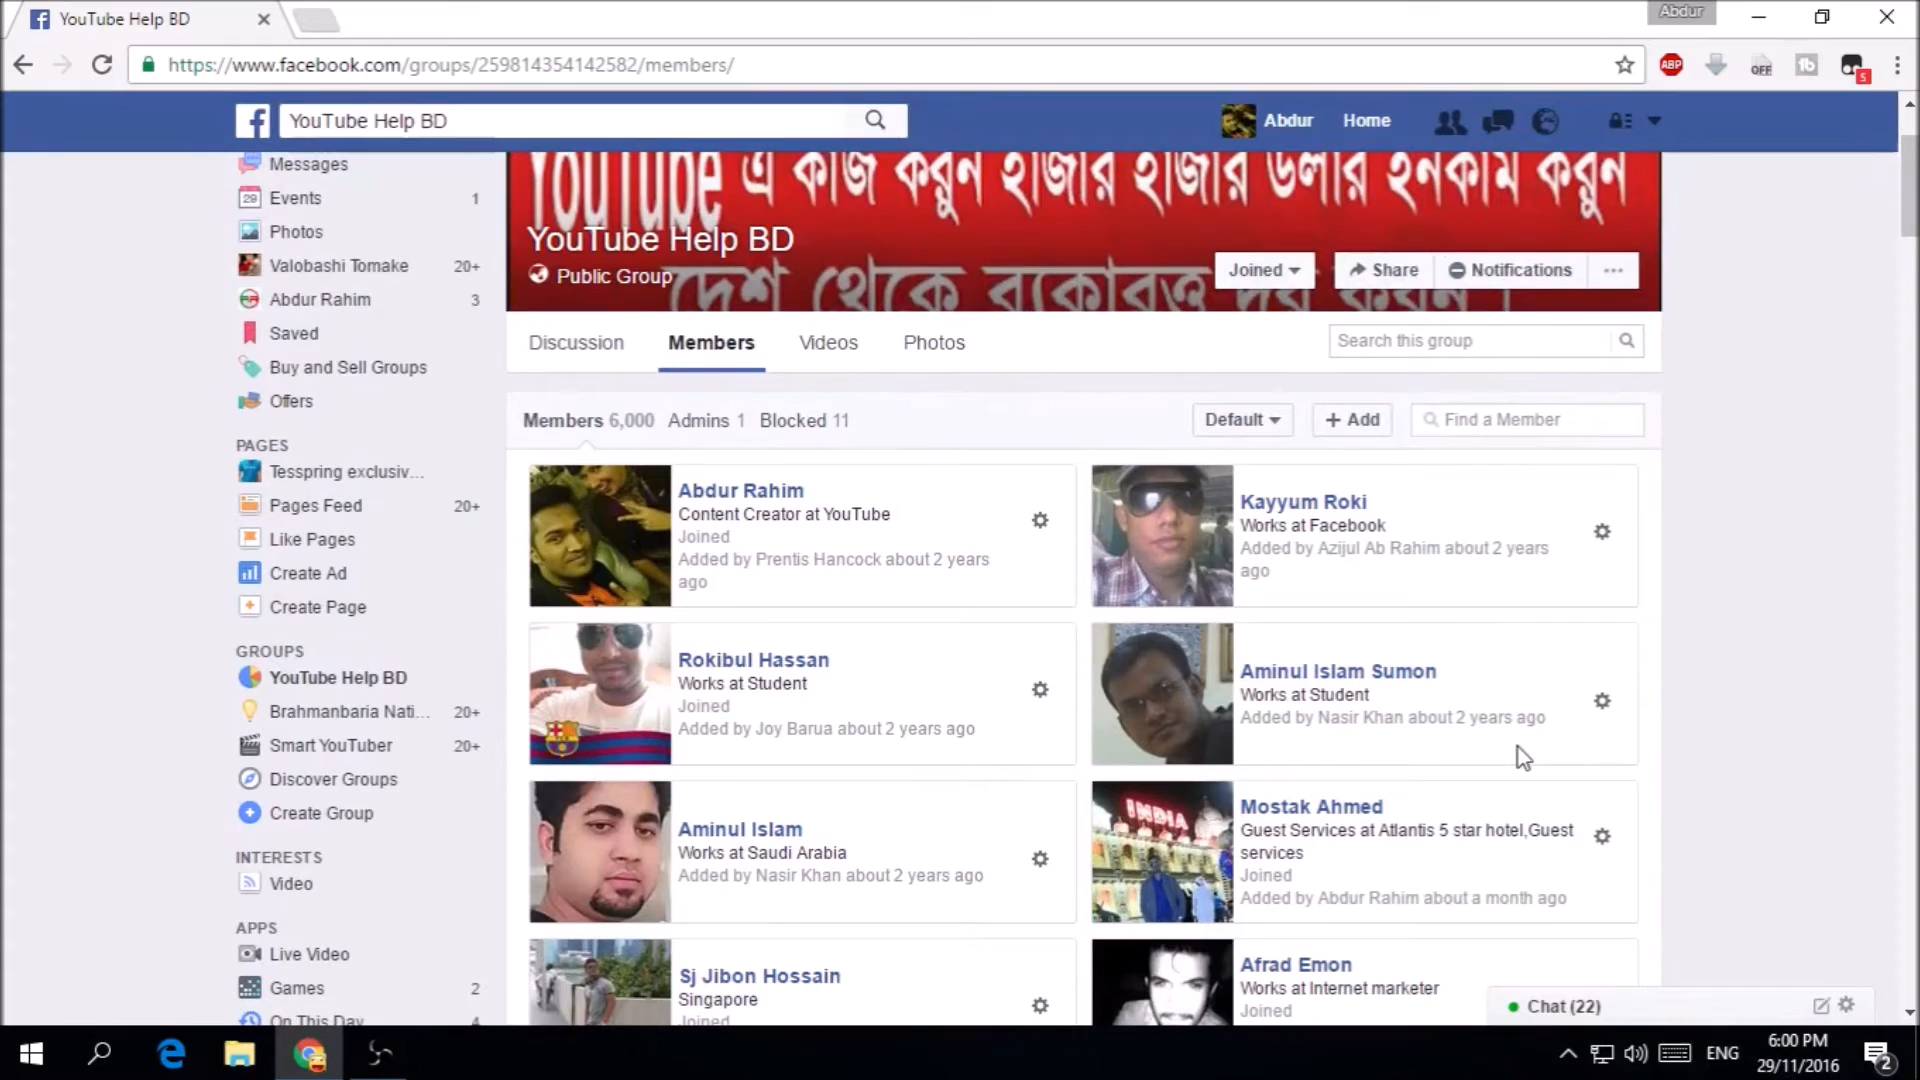 YouTube Help BD
Abdur
https://www.facebook.com/groups/259814354142582/members/
ABP
OFF
5
YouTube Help BD
Abdur
Home
Messages
Events 1
Photos
Valobashi Tomake 20+
Abdur Rahim 3
Saved
Buy and Sell Groups
Offers
PAGES
Tesspring exclusiv...
Pages Feed 20+
Like Pages
Create Ad
Create Page
GROUPS
YouTube Help BD
Brahmanbaria Nati... 20+
Smart YouTuber 20+
Discover Groups
Create Group
INTERESTS
Video
APPS
Live Video
Games 2
On This Day 4
YouTube এ কাজ করুন হাজার হাজার ডলার ইনকাম করুন
YouTube Help BD
Public Group
দেশ থেকে বেকারত্ব দূর করুন।
Joined
Share
Notifications
Discussion
Members
Videos
Photos
Search this group
Members 6,000 Admins 1 Blocked 11
Default
+ Add
Find a Member
Abdur Rahim
Content Creator at YouTube
Joined
Added by Prentis Hancock about 2 years
ago
Kayyum Roki
Works at Facebook
Added by Azijul Ab Rahim about 2 years
ago
Rokibul Hassan
Works at Student
Joined
Added by Joy Barua about 2 years ago
Aminul Islam Sumon
Works at Student
Added by Nasir Khan about 2 years ago
Aminul Islam
Works at Saudi Arabia
Added by Nasir Khan about 2 years ago
INDIA
Mostak Ahmed
Guest Services at Atlantis 5 star hotel,Guest
services
Joined
Added by Abdur Rahim about a month ago
Sj Jibon Hossain
Singapore
Joined
Afrad Emon
Works at Internet marketer
Joined
Chat (22)
ENG
6:00 PM
29/11/2016
2